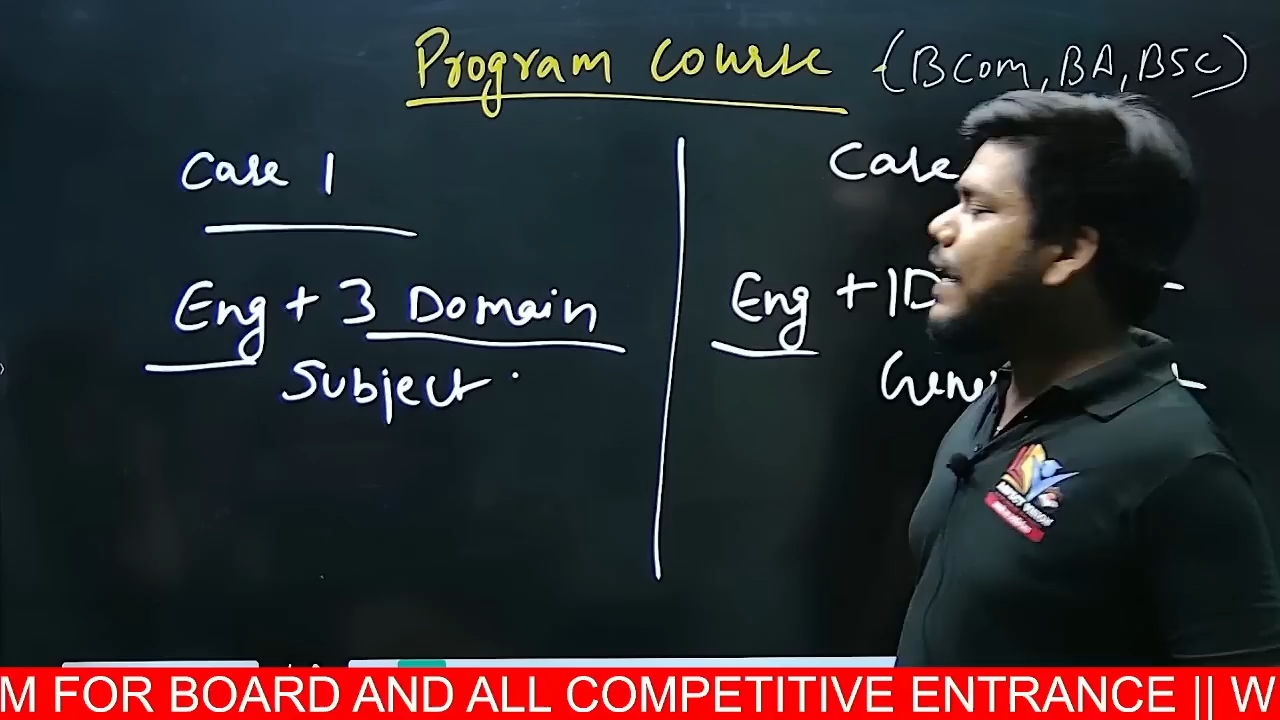 Program Course (BCom, BA, BSC)
Case 1
Eng + 3 Domain
Subject
Case
Eng + 1D
M FOR BOARD AND ALL COMPETITIVE ENTRANCE || W